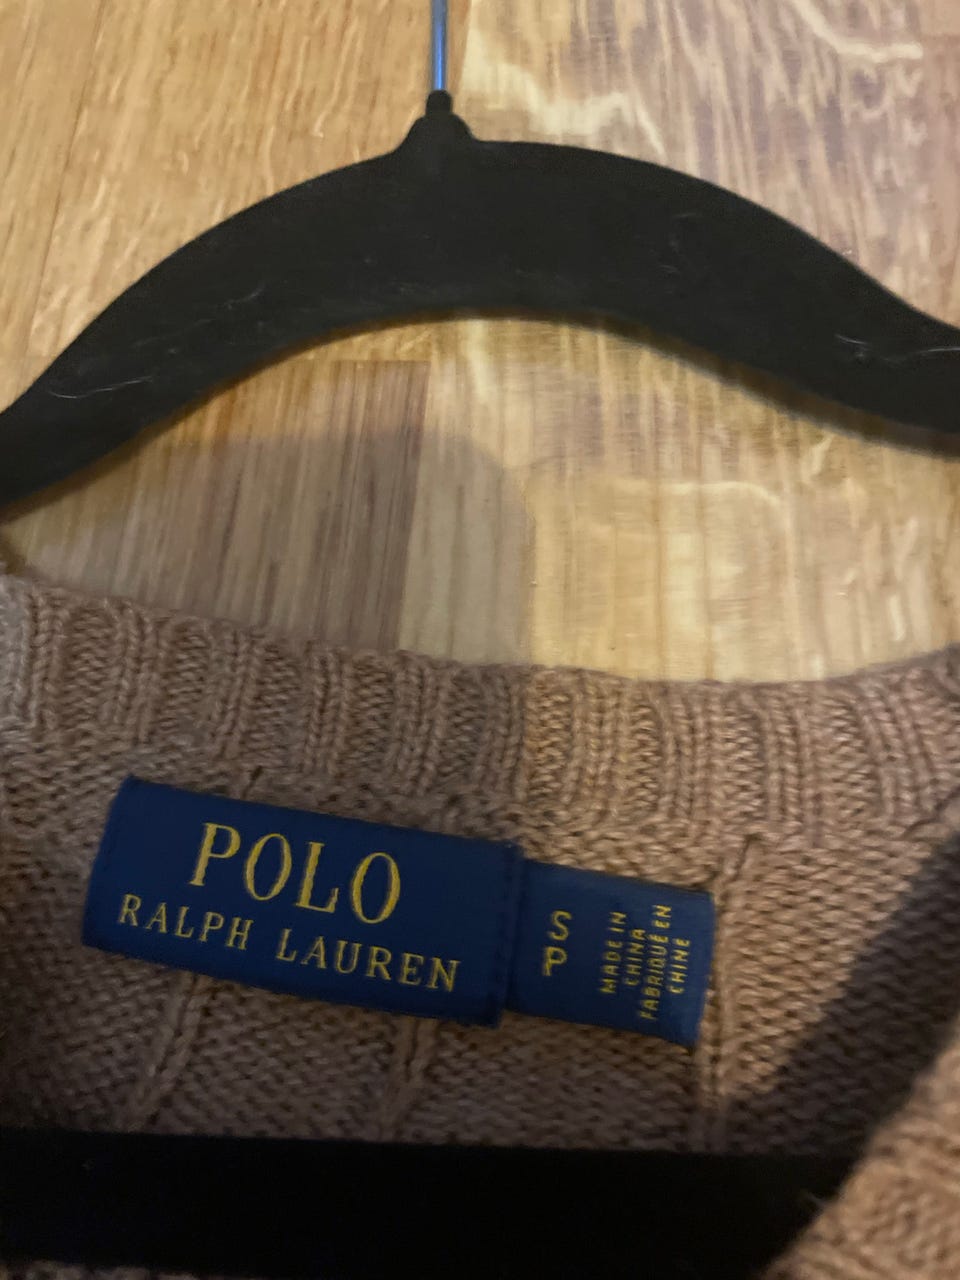 POLO
RALPH LAUREN
S
P
MADE IN
CHINA
FABRIQUÉ EN
CHINE